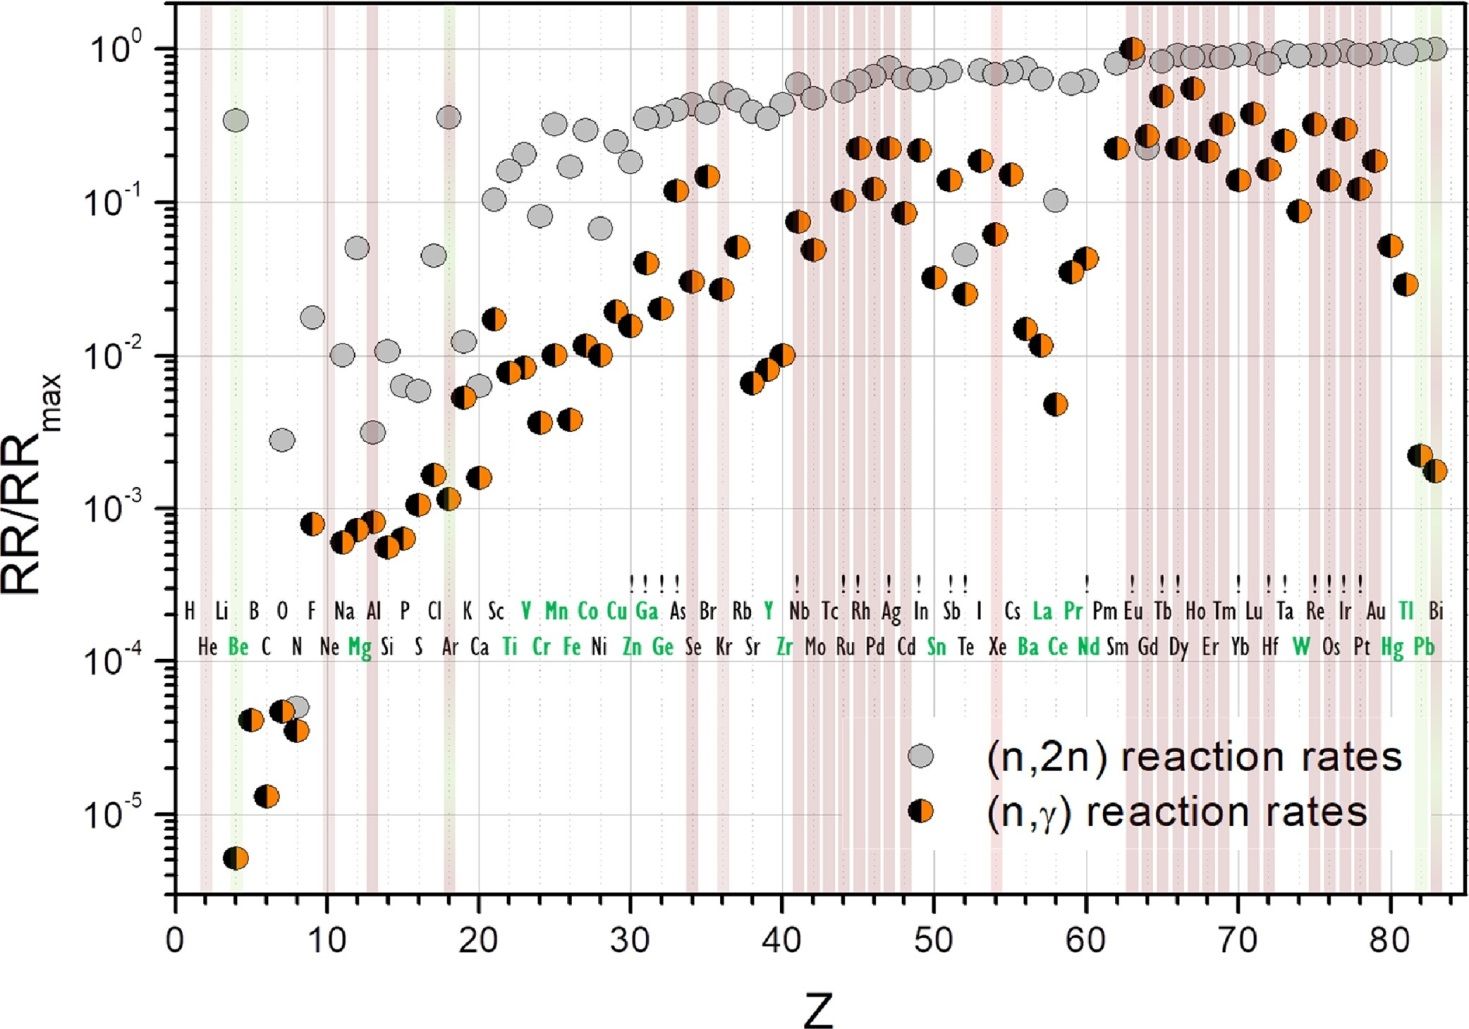 RR/RRmax
10⁰
10⁻¹
10⁻²
10⁻³
10⁻⁴
10⁻⁵
! ! ! ! ! ! ! ! ! ! ! ! ! ! ! ! ! ! ! ! ! !
H Li B O F Na Al P Cl K Sc V Mn Co Cu Ga As Br Rb Y Nb Tc Rh Ag In Sb I Cs La Pr Pm Eu Tb Ho Tm Lu Ta Re Ir Au Tl Bi
He Be C N Ne Mg Si S Ar Ca Ti Cr Fe Ni Zn Ge Se Kr Sr Zr Mo Ru Pd Cd Sn Te Xe Ba Ce Nd Sm Gd Dy Er Yb Hf W Os Pt Hg Pb
(n,2n) reaction rates
(n,γ) reaction rates
0 10 20 30 40 50 60 70 80
Z